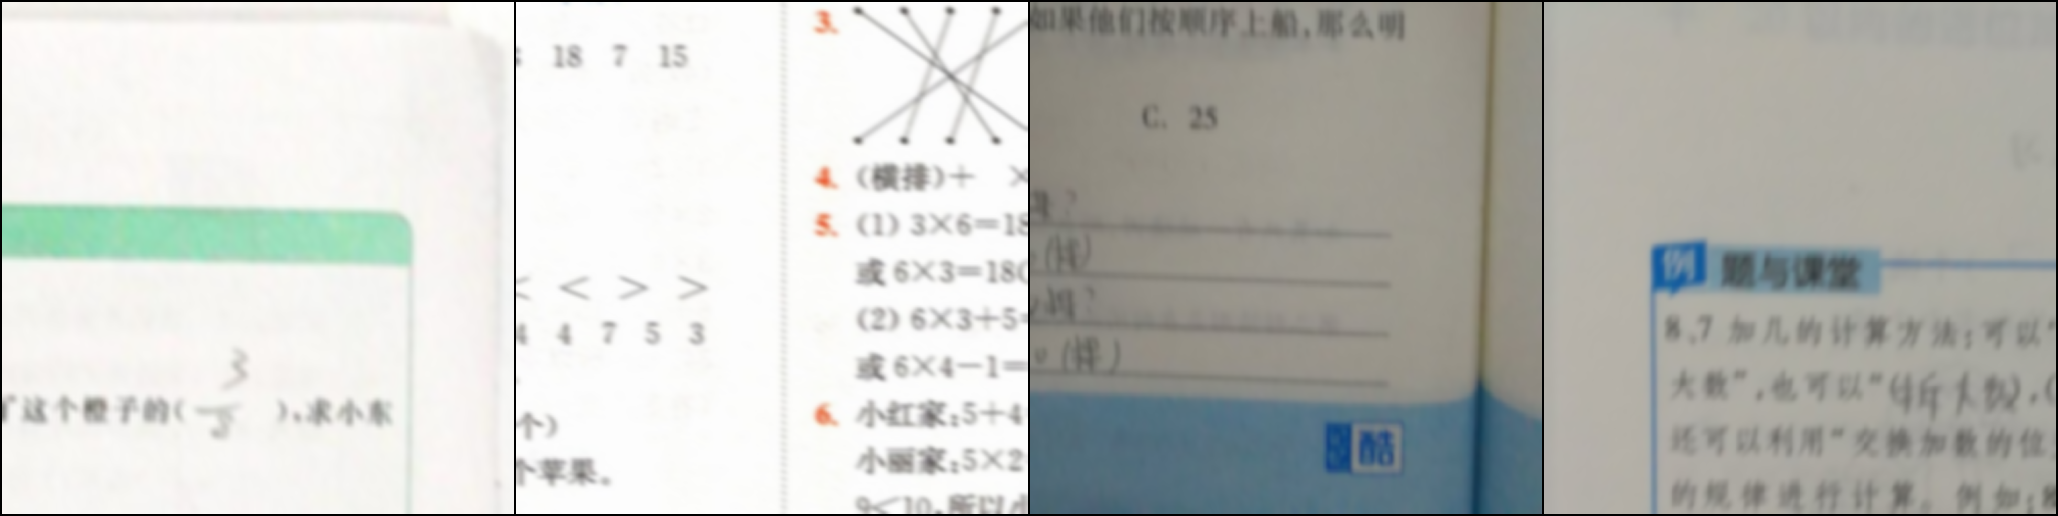 3
这个橙子的(
8
),求小东
18 7 15
< > >
4 7 5 3
个)
个苹果。
3.
4. (横排)+ ×
5. (1) 3×6=18
或 6×3=18(
(2) 6×3+5=
或 6×4-1=
6. 小红家:5+4
小丽家:5×2
9<10,所以小
如果他们按顺序上船,那么明
C. 25
?
(样)
吗?
。(样)
酷
例 题与课堂
8、7 加几的计算方法:可以"
大数",也可以"(拆大数),(
还可以利用"交换加数的位
的规律进行计算。例如:8